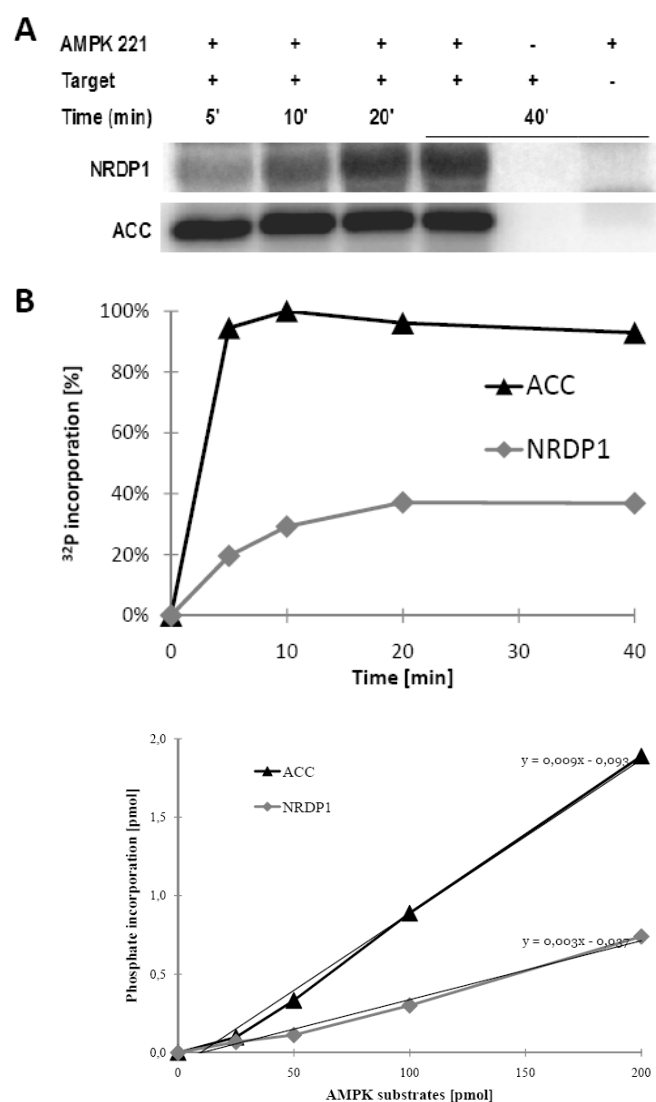 A
AMPK 221 + + + + - +
Target + + + + + -
Time (min) 5' 10' 20' 40'
NRDP1
ACC
B
100%
80%
60%
40%
20%
0%
³²P incorporation [%]
ACC
NRDP1
0 10 20 30 40
Time [min]
2,0
1,5
1,0
0,5
0,0
Phosphate incorporation [pmol]
ACC
NRDP1
y = 0,009x - 0,093
y = 0,003x - 0,037
0 50 100 150 200
AMPK substrates [pmol]